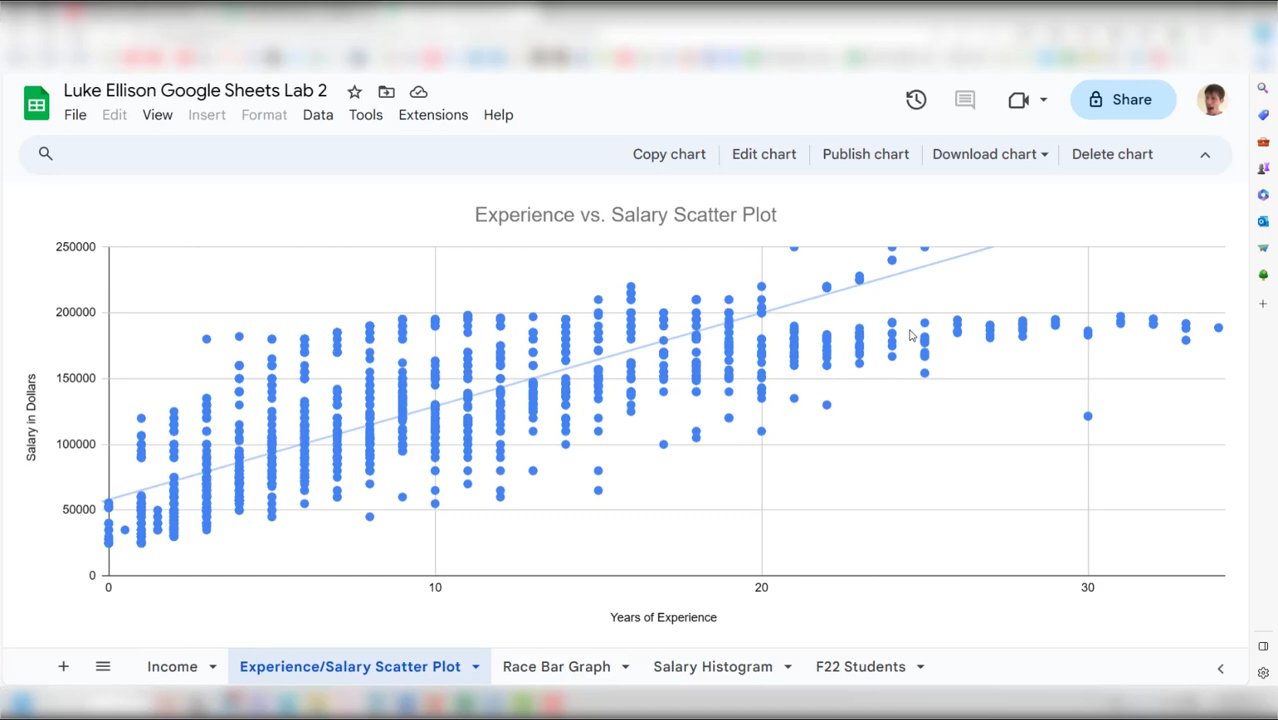 Luke Ellison Google Sheets Lab 2
Share
File Edit View Insert Format Data Tools Extensions Help
Copy chart Edit chart Publish chart Download chart Delete chart
Experience vs. Salary Scatter Plot
250000
200000
150000
100000
50000
0
Salary in Dollars
0 10 20 30
Years of Experience
Income Experience/Salary Scatter Plot Race Bar Graph Salary Histogram F22 Students